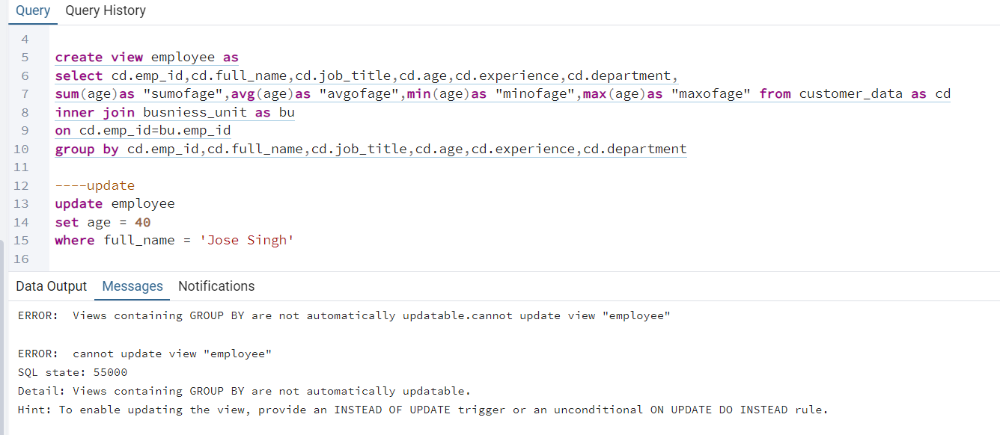 Query Query History
4
5 create view employee as
6 select cd.emp_id,cd.full_name,cd.job_title,cd.age,cd.experience,cd.department,
7 sum(age)as "sumofage",avg(age)as "avgofage",min(age)as "minofage",max(age)as "maxofage" from customer_data as cd
8 inner join busniess_unit as bu
9 on cd.emp_id=bu.emp_id
10 group by cd.emp_id,cd.full_name,cd.job_title,cd.age,cd.experience,cd.department
11
12 ----update
13 update employee
14 set age = 40
15 where full_name = 'Jose Singh'
16
Data Output Messages Notifications
ERROR:  Views containing GROUP BY are not automatically updatable.cannot update view "employee"
ERROR:  cannot update view "employee"
SQL state: 55000
Detail: Views containing GROUP BY are not automatically updatable.
Hint: To enable updating the view, provide an INSTEAD OF UPDATE trigger or an unconditional ON UPDATE DO INSTEAD rule.